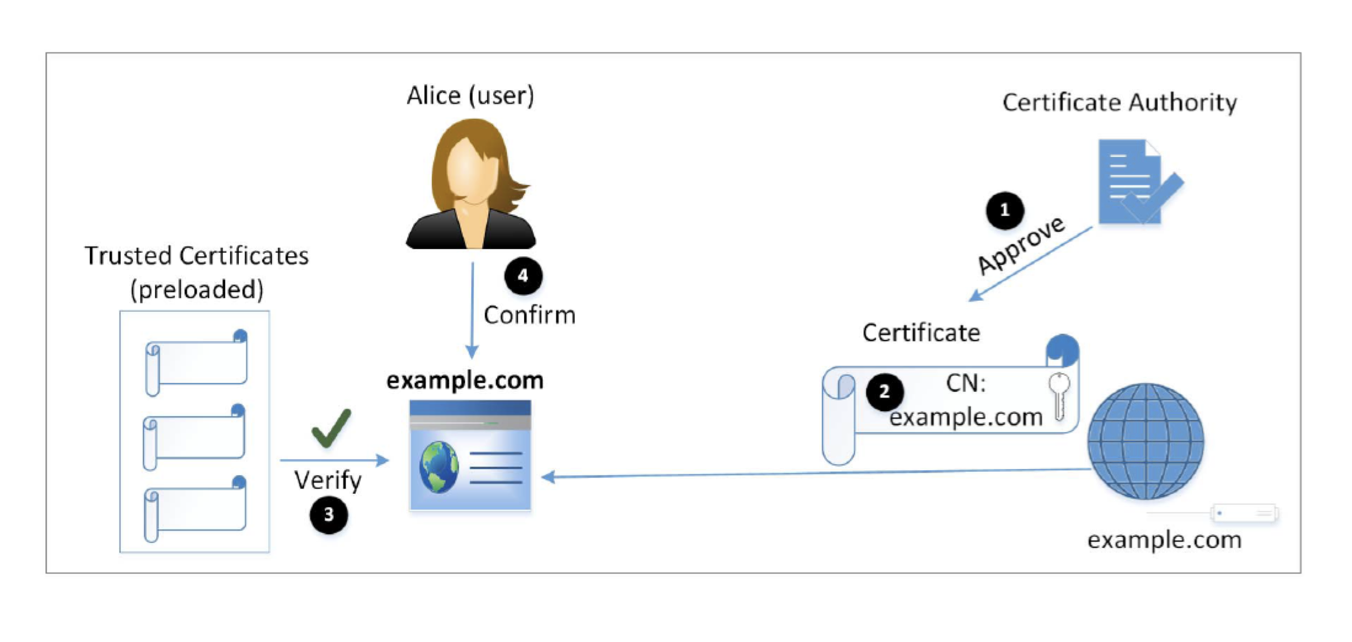 Alice (user)
Certificate Authority
1
Approve
Trusted Certificates
(preloaded)
4
Confirm
Certificate
example.com
2
CN:
example.com
Verify
3
example.com